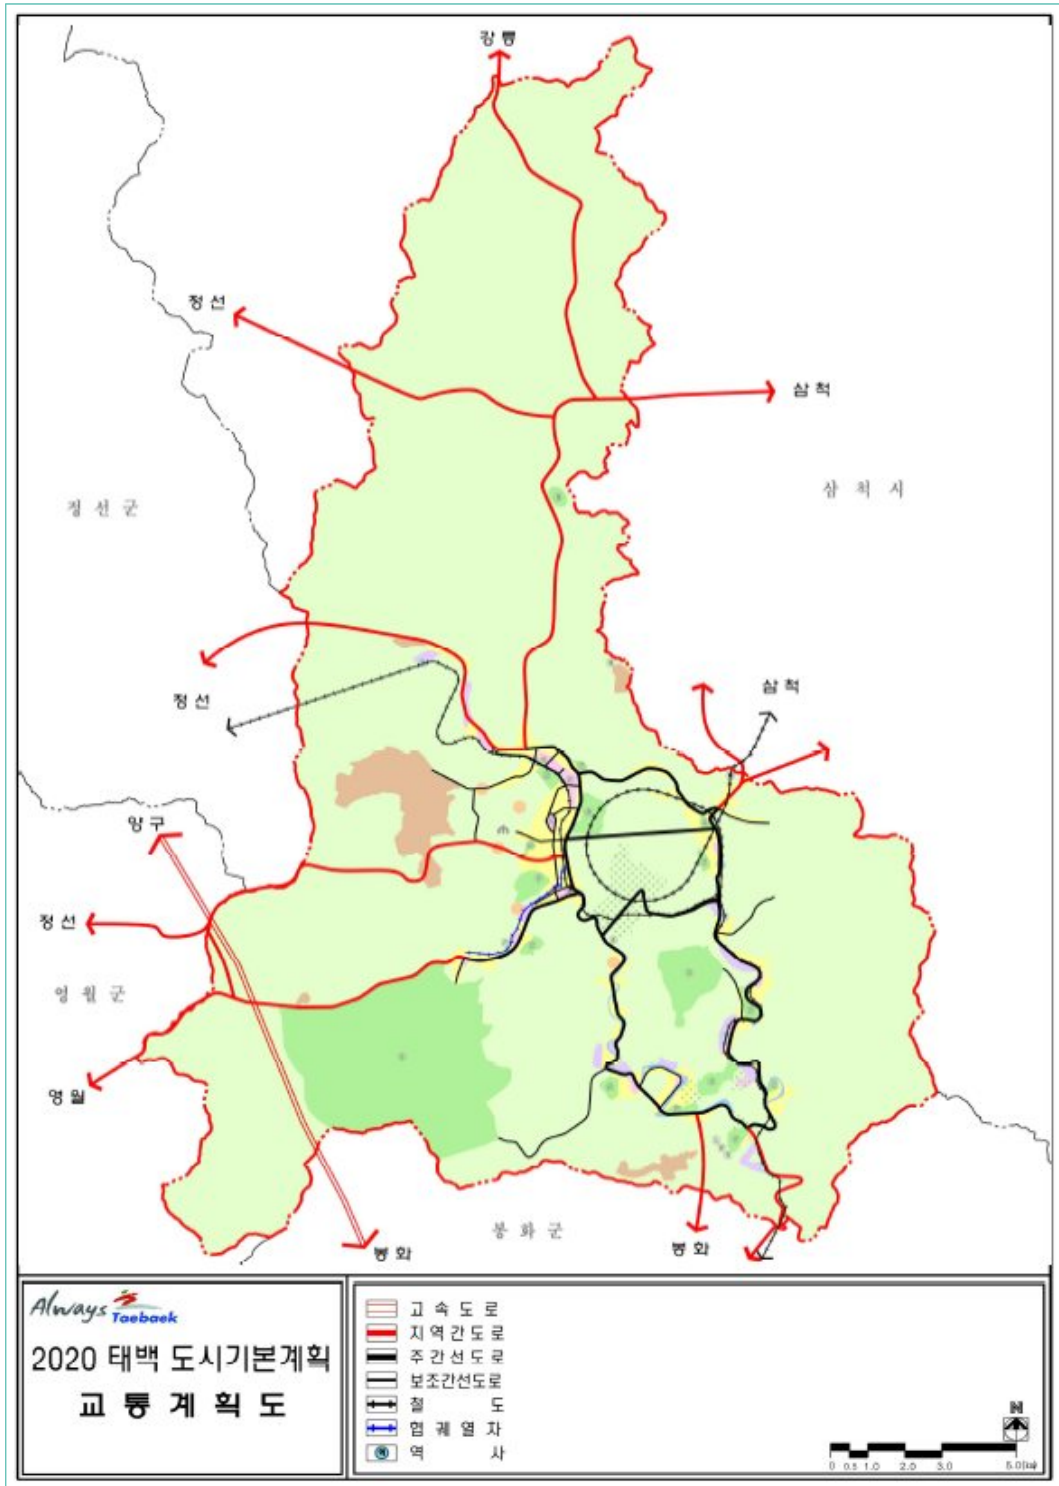 강 릉
정 선
삼 척
정 선 군
삼 척 시
정 선
삼 척
양 구
정 선
영 월 군
영 월
봉 화 군
봉 화
봉 화
Always Taebaek
2020 태백 도시기본계획
교 통 계 획 도
고 속 도 로
지 역 간 도 로
주 간 선 도 로
보조간선도로
철 도
협 궤 열 차
역 사
N
0 0.5 1.0 2.0 3.0 5.0(㎞)